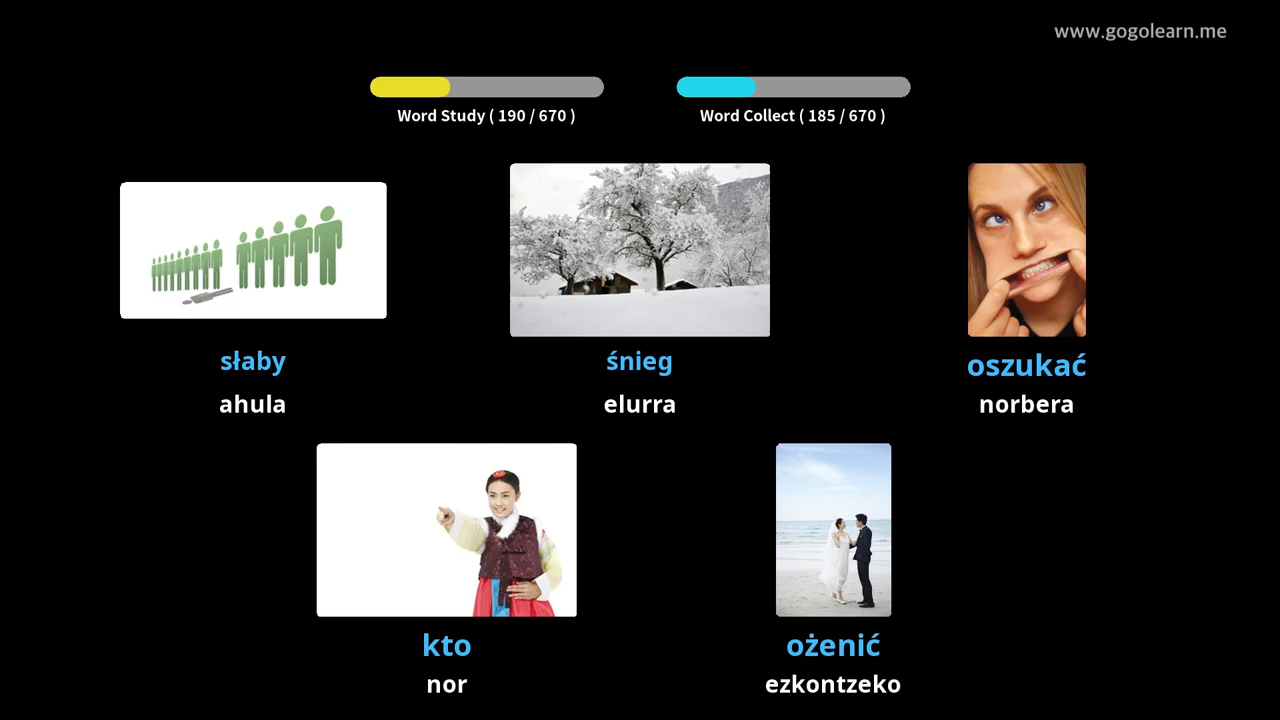 www.gogolearn.me
Word Study ( 190 / 670 )
Word Collect ( 185 / 670 )
słaby
ahula
śnieg
elurra
oszukać
norbera
kto
nor
ożenić
ezkontzeko